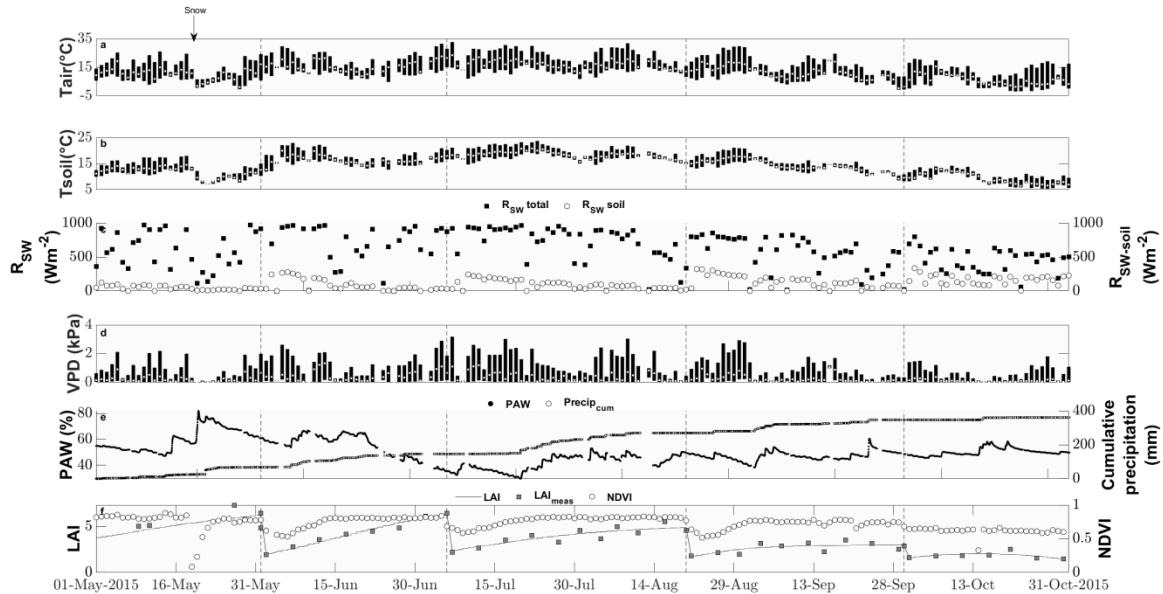 Snow
a
35
15
-5
Tair(°C)
b
25
15
5
Tsoil(°C)
R_SW total R_SW soil
c
1000
500
0
R_SW (Wm⁻²)
1000
500
0
R_SW-soil (Wm⁻²)
d
4
2
0
VPD (kPa)
PAW Precip_cum
e
80
60
40
PAW (%)
400
200
0
Cumulative precipitation (mm)
LAI LAI_meas NDVI
f
5
0
LAI
1
0.5
0
NDVI
01-May-2015 16-May 31-May 15-Jun 30-Jun 15-Jul 30-Jul 14-Aug 29-Aug 13-Sep 28-Sep 13-Oct 31-Oct-2015